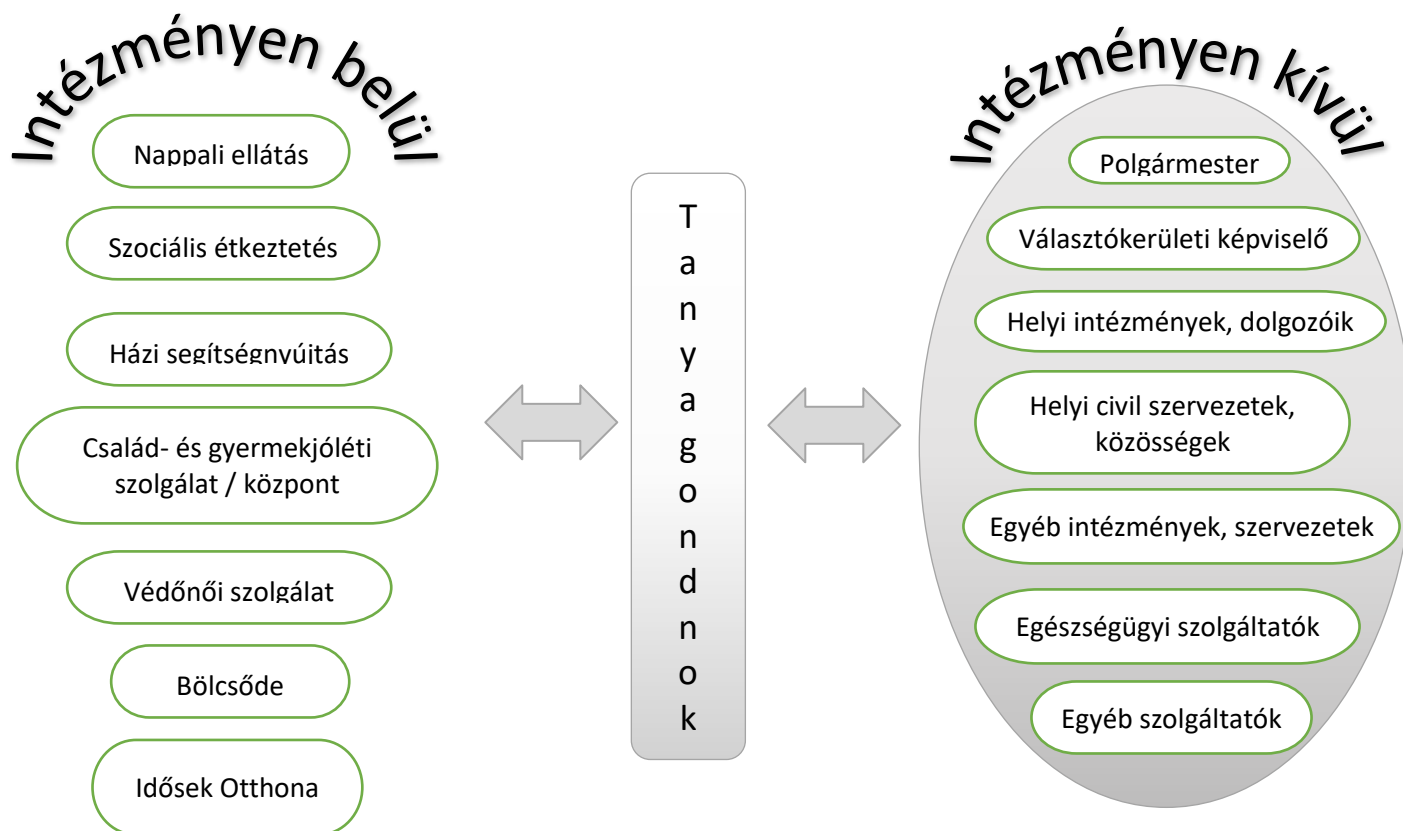 Intézményen belül
Nappali ellátás
Szociális étkeztetés
Házi segítségnyújtás
Család- és gyermekjóléti
szolgálat / központ
Védőnői szolgálat
Bölcsőde
Idősek Otthona
T
a
n
y
a
g
o
n
d
n
o
k
Intézményen kívül
Polgármester
Választókerületi képviselő
Helyi intézmények, dolgozóik
Helyi civil szervezetek,
közösségek
Egyéb intézmények, szervezetek
Egészségügyi szolgáltatók
Egyéb szolgáltatók